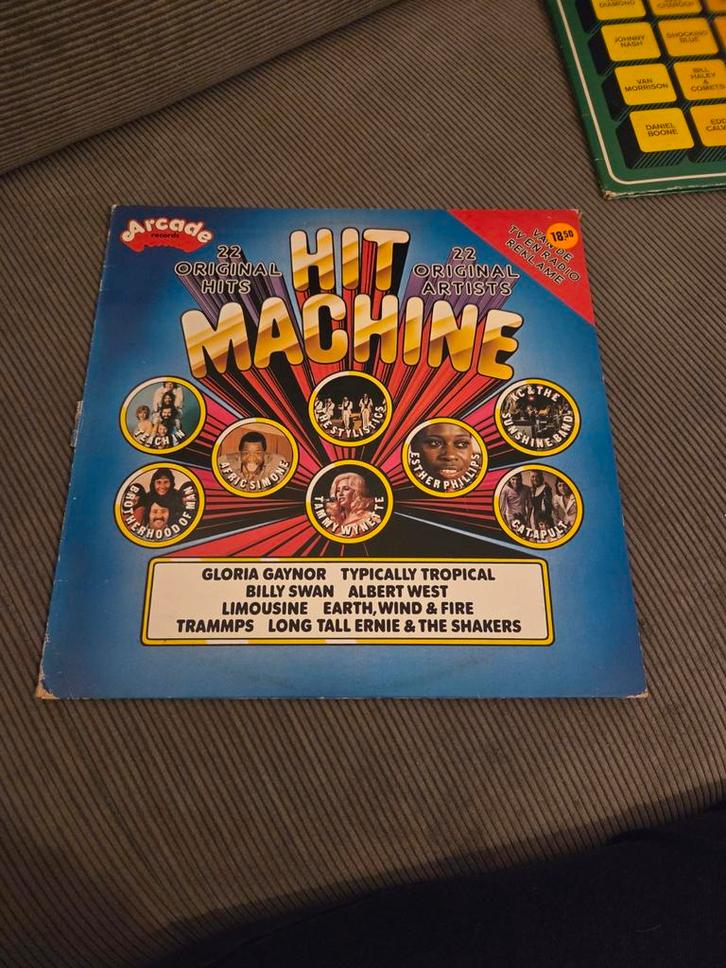 DIAMOND
JOHNNY
NASH
SHOCKING
BLUE
VAN
MORRISON
BILL
HALEY
&
COMETS
DANIEL
BOONE
Arcade
records
22
ORIGINAL
HITS
HIT
MACHINE
22
ORIGINAL
ARTISTS
18.50
VAN DE
TV EN RADIO
REKLAME
TEACH IN
AFRIC SIMONE
THE STYLISTICS
ESTHER PHILLIPS
KC & THE
SUNSHINE BAND
BROTHERHOOD OF MAN
TAMMY WYNETTE
CATAPULT
GLORIA GAYNOR TYPICALLY TROPICAL
BILLY SWAN ALBERT WEST
LIMOUSINE EARTH, WIND & FIRE
TRAMMPS LONG TALL ERNIE & THE SHAKERS